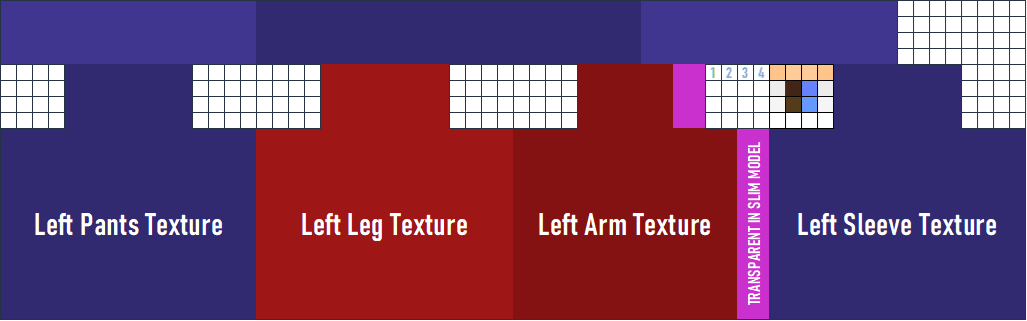 1 2 3 4
Left Pants Texture
Left Leg Texture
Left Arm Texture
TRANSPARENT IN SLIM MODEL
Left Sleeve Texture